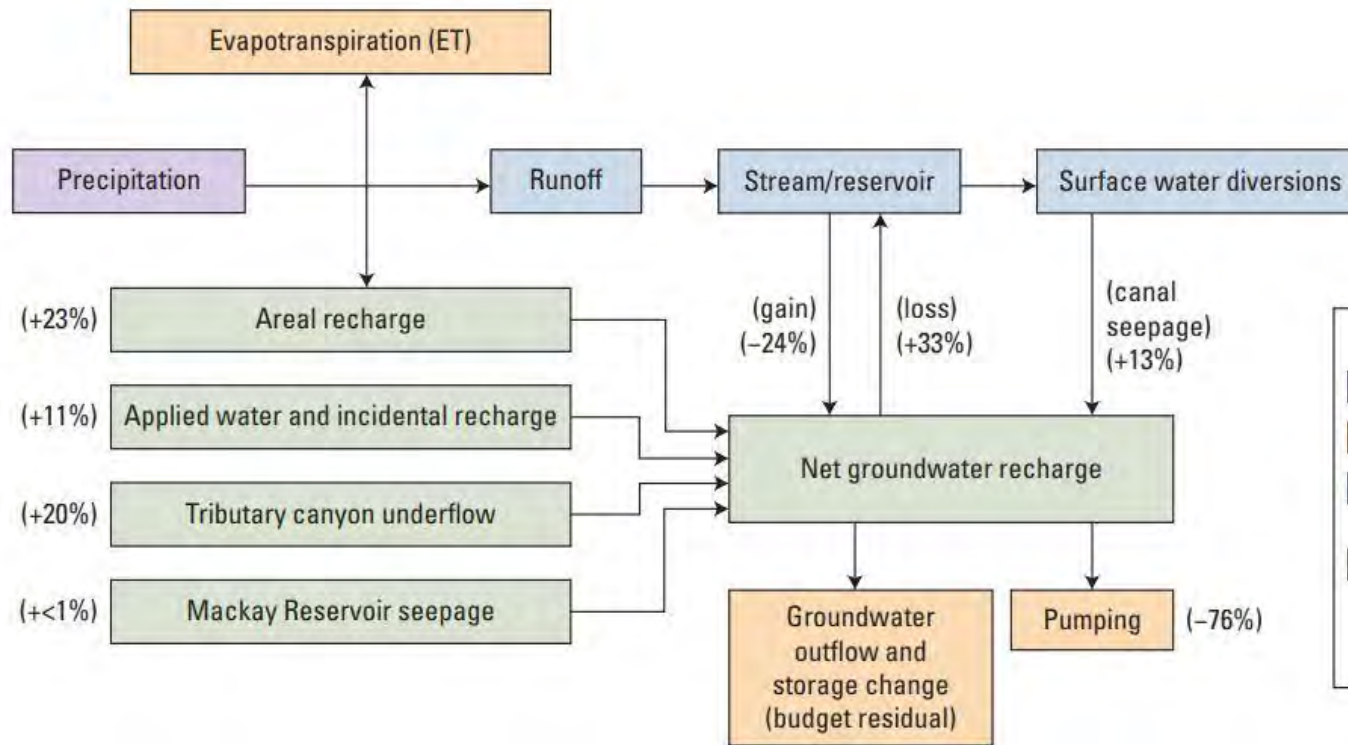 Evapotranspiration (ET)
Precipitation
Runoff
Stream/reservoir
Surface water diversions
(+23%)
Areal recharge
(gain)
(−24%)
(loss)
(+33%)
(canal
seepage)
(+13%)
(+11%)
Applied water and incidental recharge
Net groundwater recharge
(+20%)
Tributary canyon underflow
(+<1%)
Mackay Reservoir seepage
Groundwater
outflow and
storage change
(budget residual)
Pumping
(−76%)